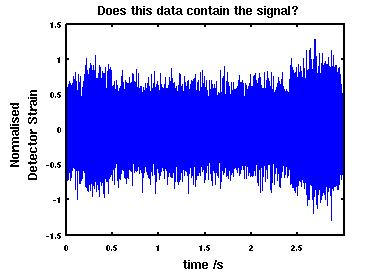 Does this data contain the signal?
1.5
1
0.5
0
-0.5
-1
-1.5
Normalised
Detector Strain
0 0.5 1 1.5 2 2.5
time /s